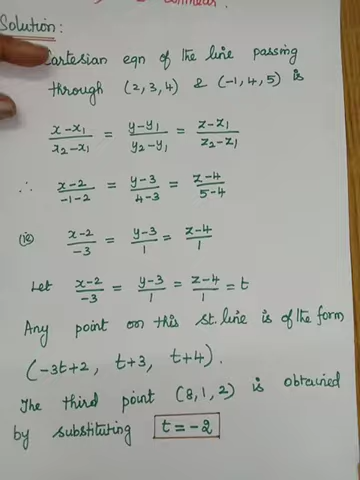 Collinear.
Solution:
Cartesian eqn of the line passing
through (2,3,4) & (-1,4,5) is
x-x₁/x₂-x₁ = y-y₁/y₂-y₁ = z-z₁/z₂-z₁
∴ x-2/-1-2 = y-3/4-3 = z-4/5-4
(ie) x-2/-3 = y-3/1 = z-4/1
Let x-2/-3 = y-3/1 = z-4/1 = t
Any point on this st. line is of the form
(-3t+2, t+3, t+4).
The third point (8,1,2) is obtained
by substituting t = -2